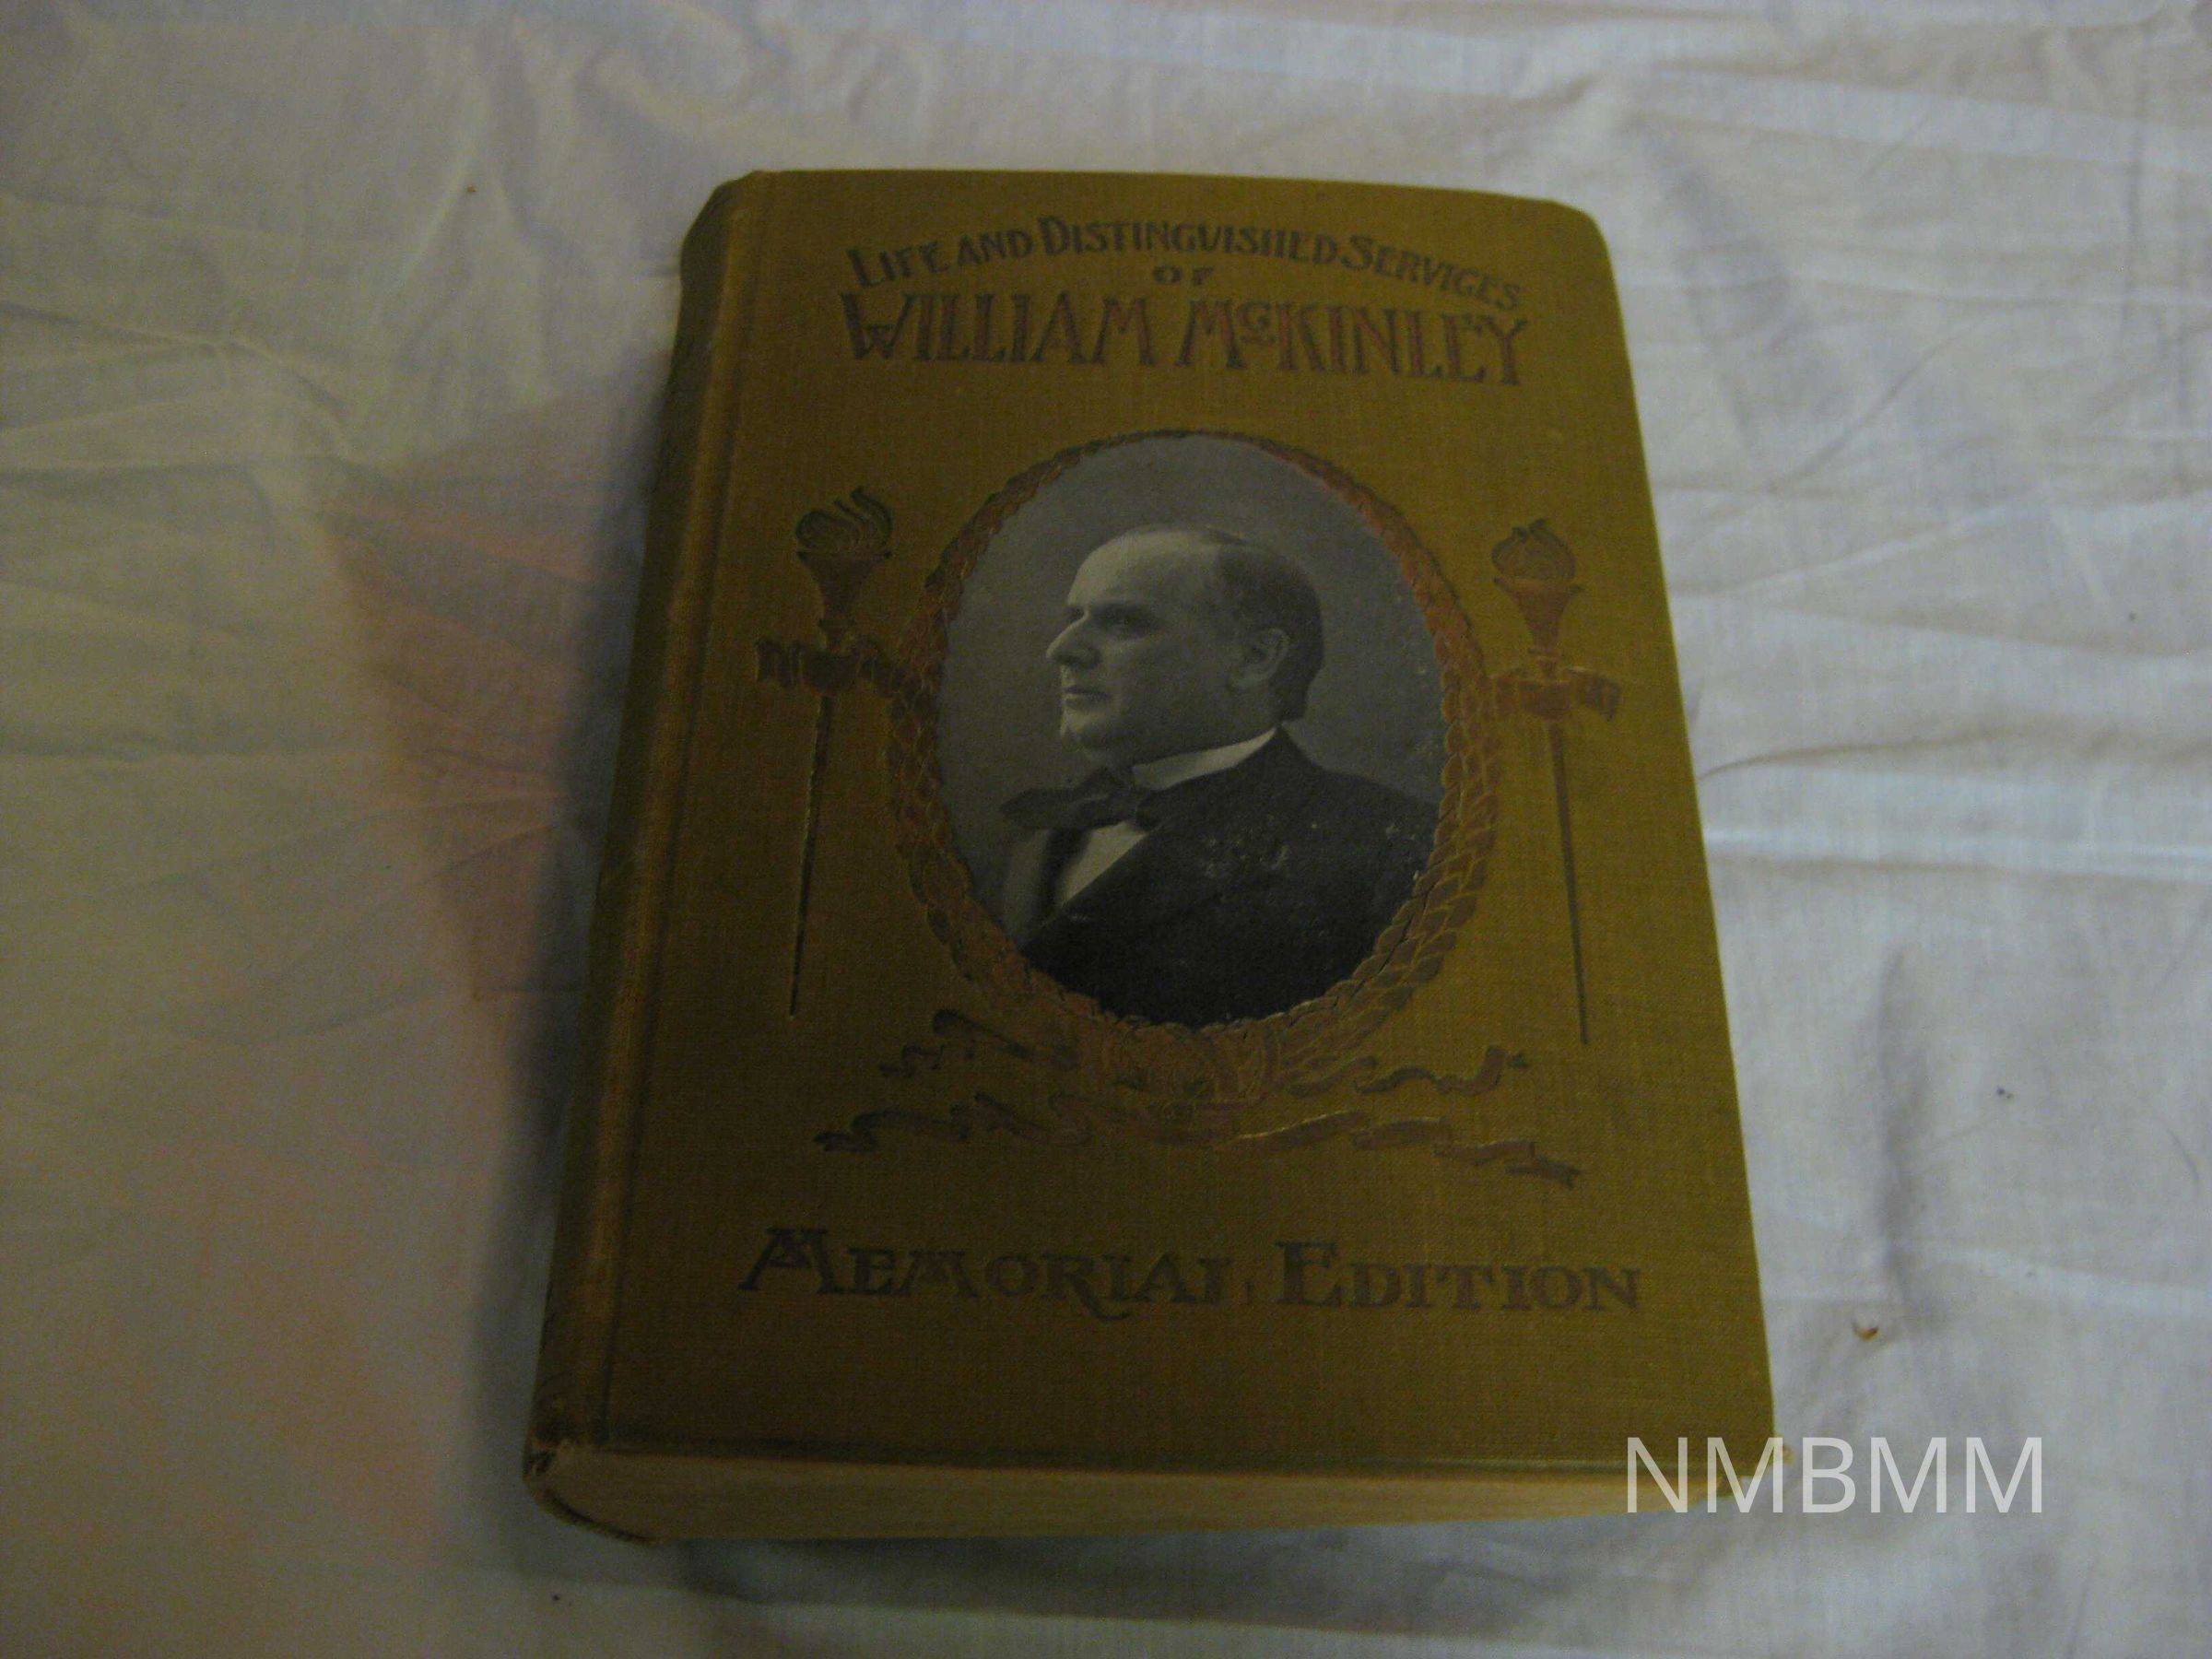 LIFE AND DISTINGUISHED SERVICES
OF
WILLIAM McKINLEY
MEMORIAL EDITION
NMBMM